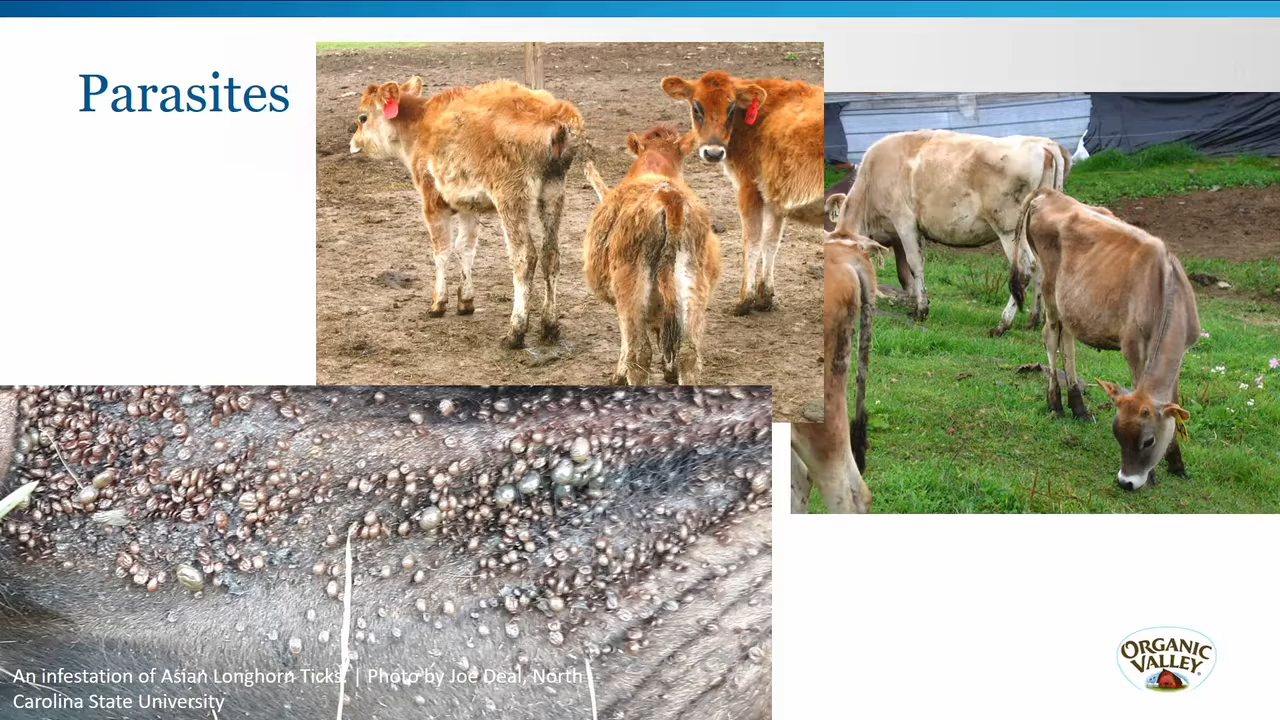 Parasites
An infestation of Asian Longhorn Ticks. | Photo by Joe Deal, North
Carolina State University
ORGANIC
VALLEY